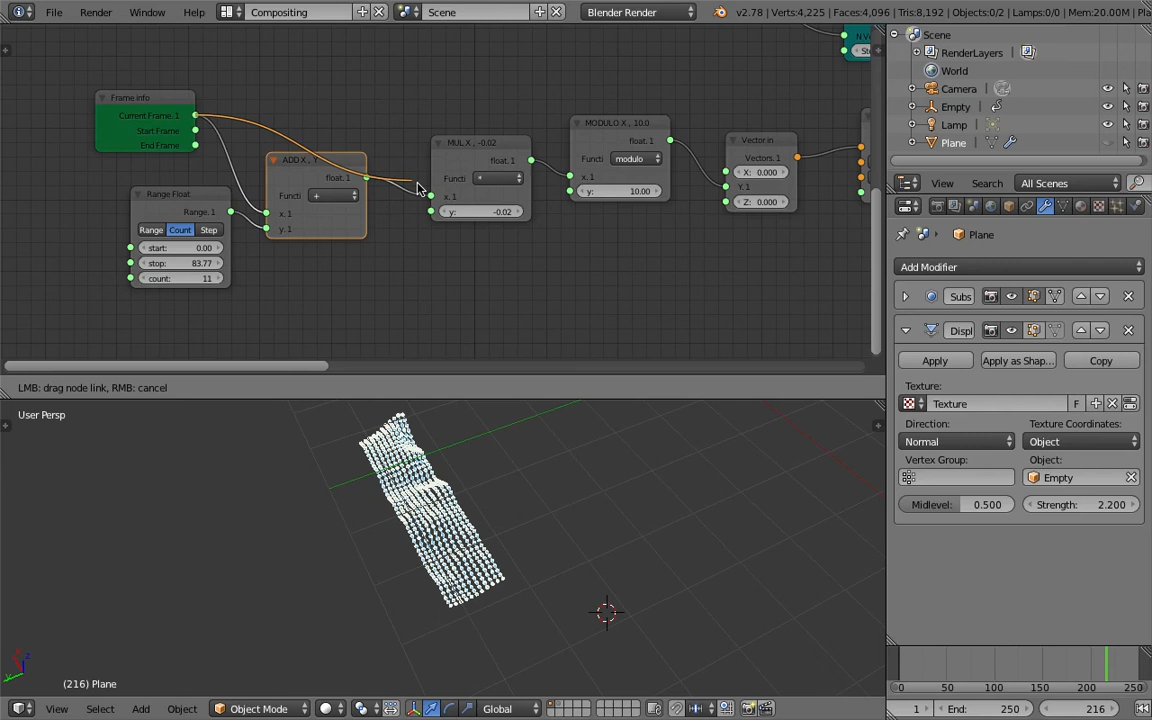 File Render Window Help Compositing Scene Blender Render v2.78 | Verts:4,225 | Faces:4,096 | Tris:8,192 | Objects:0/2 | Lamps:0/0 | Mem:20.00M | Pla
Scene
RenderLayers
World
Camera
Empty
Lamp
Plane
View Search All Scenes
Plane
Add Modifier
Subs
Displ
Apply Apply as Shap... Copy
Texture:
Texture F
Direction: Texture Coordinates:
Normal Object
Vertex Group: Object:
Empty
Midlevel: 0.500 Strength: 2.200
Frame info
Current Frame. 1
Start Frame
End Frame
Range Float
Range. 1
Range Count Step
start: 0.00
stop: 83.77
count: 11
ADD X , Y
float. 1
Functi +
x. 1
y. 1
MUL X , -0.02
float. 1
Functi *
x. 1
y: -0.02
MODULO X , 10.0
float. 1
Functi modulo
x. 1
y: 10.00
Vector in
Vectors. 1
X: 0.000
Y. 1
Z: 0.000
LMB: drag node link, RMB: cancel
User Persp
(216) Plane
View Select Add Object Object Mode Global
0 50 100 150 200 250
1 End: 250 216